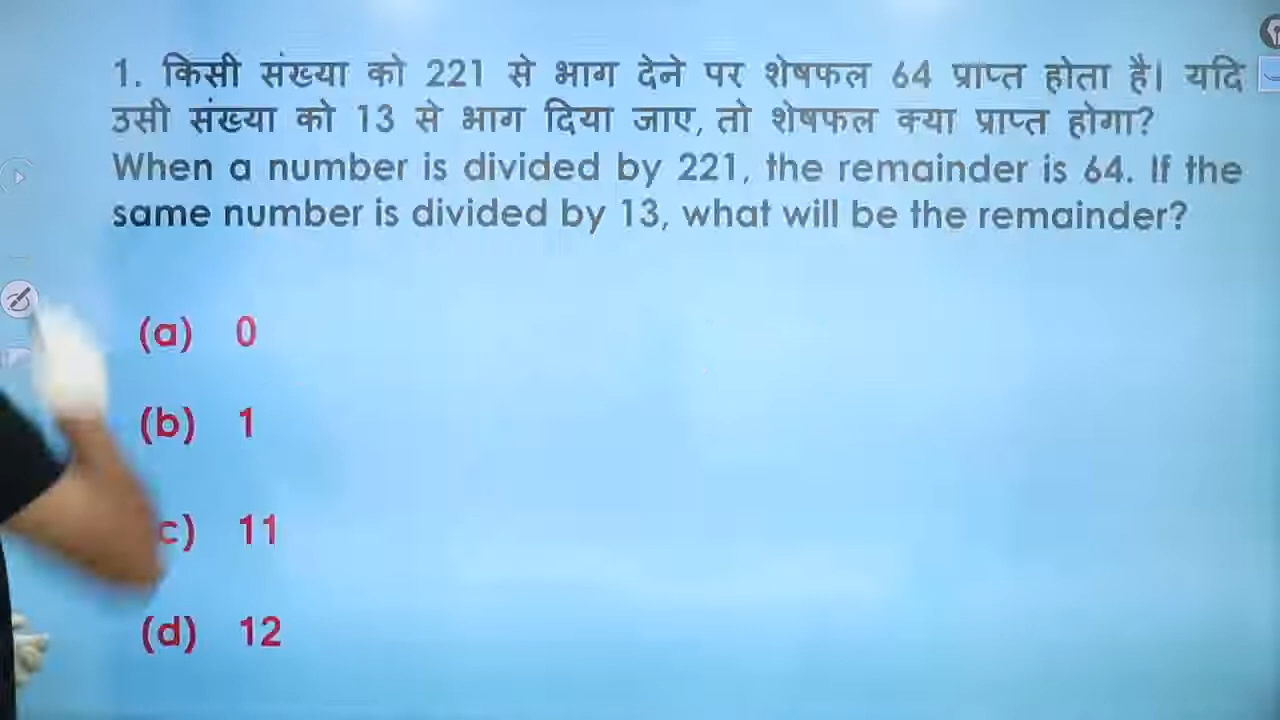 1. किसी संख्या को 221 से भाग देने पर शेषफल 64 प्राप्त होता है। यदि
उसी संख्या को 13 से भाग दिया जाए, तो शेषफल क्या प्राप्त होगा?
When a number is divided by 221, the remainder is 64. If the
same number is divided by 13, what will be the remainder?
(a) 0
(b) 1
c) 11
(d) 12